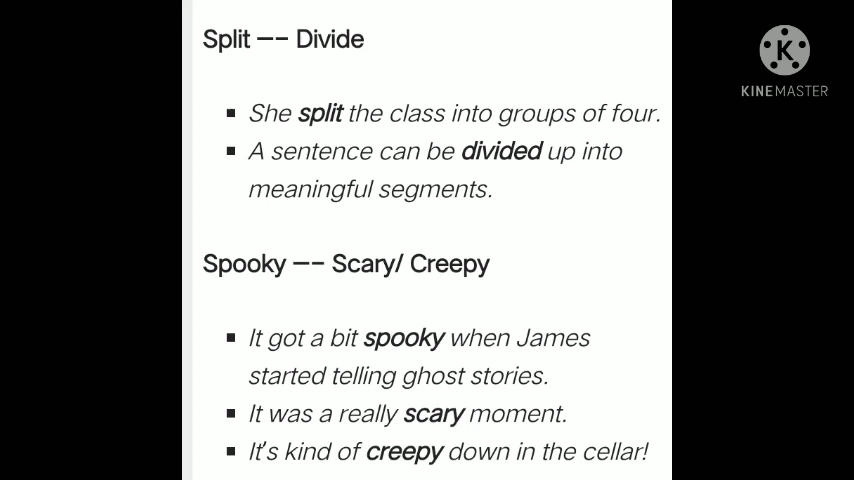 Split –– Divide
KINEMASTER
▪ She split the class into groups of four.
▪ A sentence can be divided up into
meaningful segments.
Spooky –– Scary/ Creepy
▪ It got a bit spooky when James
started telling ghost stories.
▪ It was a really scary moment.
▪ It's kind of creepy down in the cellar!